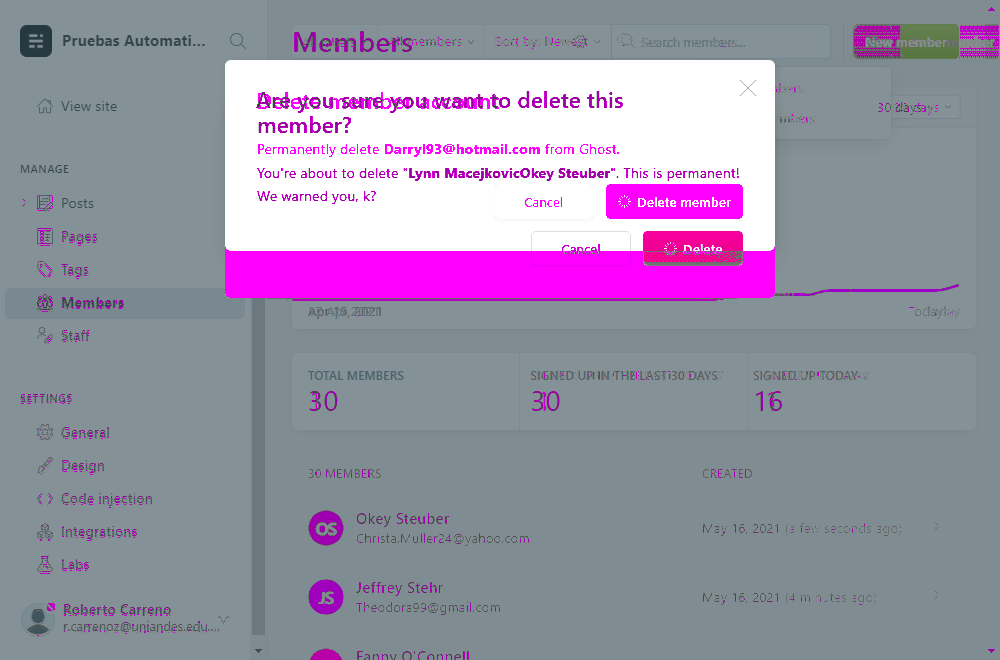 Pruebas Automati...
Members
Sort by: Newest
Search members...
New member
View site
Are you sure you want to delete this
Delete member account
member?
Permanently delete Darryl93@hotmail.com from Ghost.
You're about to delete "Lynn MacejkovicOkey Steuber". This is permanent!
We warned you, k?
Cancel
Delete member
Cancel
Delete
30 days
MANAGE
Posts
Pages
Tags
Members
Staff
2021
Today
TOTAL MEMBERS
30
SIGNED UP IN THE LAST 30 DAYS
30
SIGNED UP TODAY
16
SETTINGS
General
Design
Code injection
Integrations
Labs
30 MEMBERS
CREATED
OS
Okey Steuber
Christa.Muller24@yahoo.com
May 16, 2021 (a few seconds ago)
JS
Jeffrey Stehr
Theodora99@gmail.com
May 16, 2021 (4 minutes ago)
Fanny O'Connell
Roberto Carreno
r.carrenoz@uniandes.edu....